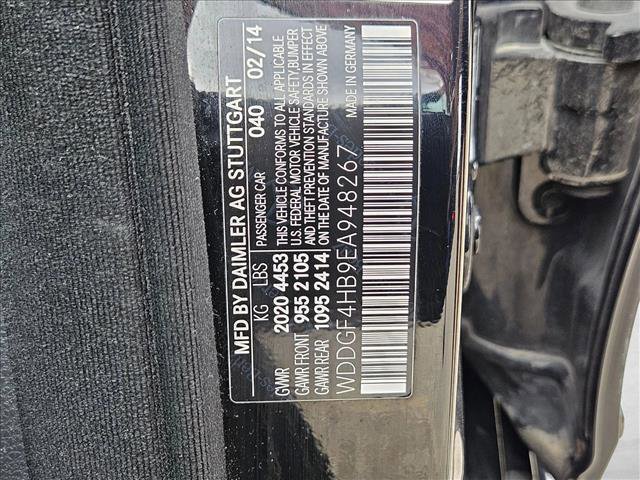 MFD BY DAIMLER AG STUTTGART
040 02/14
KG LBS PASSENGER CAR
GVWR 2020 4453 THIS VEHICLE CONFORMS TO ALL APPLICABLE
GAWR FRONT 955 2105 U.S. FEDERAL MOTOR VEHICLE SAFETY, BUMPER
AND THEFT PREVENTION STANDARDS IN EFFECT
GAWR REAR 1095 2414 ON THE DATE OF MANUFACTURE SHOWN ABOVE
WDDGF4HB9EA948267 MADE IN GERMANY